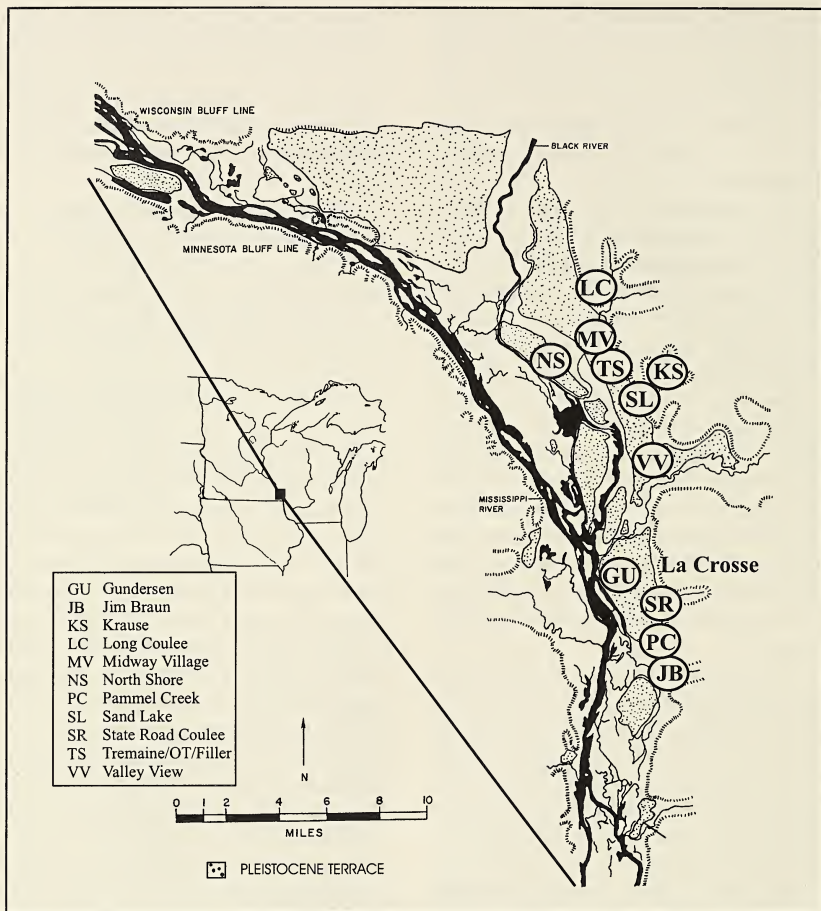 WISCONSIN BLUFF LINE
BLACK RIVER
MINNESOTA BLUFF LINE
LC
MV
NS
TS
KS
SL
VV
MISSISSIPPI
RIVER
La Crosse
GU
SR
PC
JB
GU Gundersen
JB Jim Braun
KS Krause
LC Long Coulee
MV Midway Village
NS North Shore
PC Pammel Creek
SL Sand Lake
SR State Road Coulee
TS Tremaine/OT/Filler
VV Valley View
N
0 1 2 4 6 8 10
MILES
PLEISTOCENE TERRACE